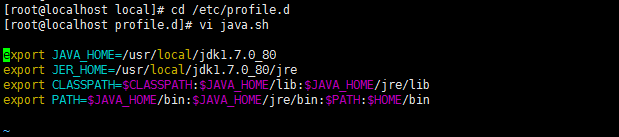 [root@localhost local]# cd /etc/profile.d
[root@localhost profile.d]# vi java.sh
export JAVA_HOME=/usr/local/jdk1.7.0_80
export JER_HOME=/usr/local/jdk1.7.0_80/jre
export CLASSPATH=$CLASSPATH:$JAVA_HOME/lib:$JAVA_HOME/jre/lib
export PATH=$JAVA_HOME/bin:$JAVA_HOME/jre/bin:$PATH:$HOME/bin
~